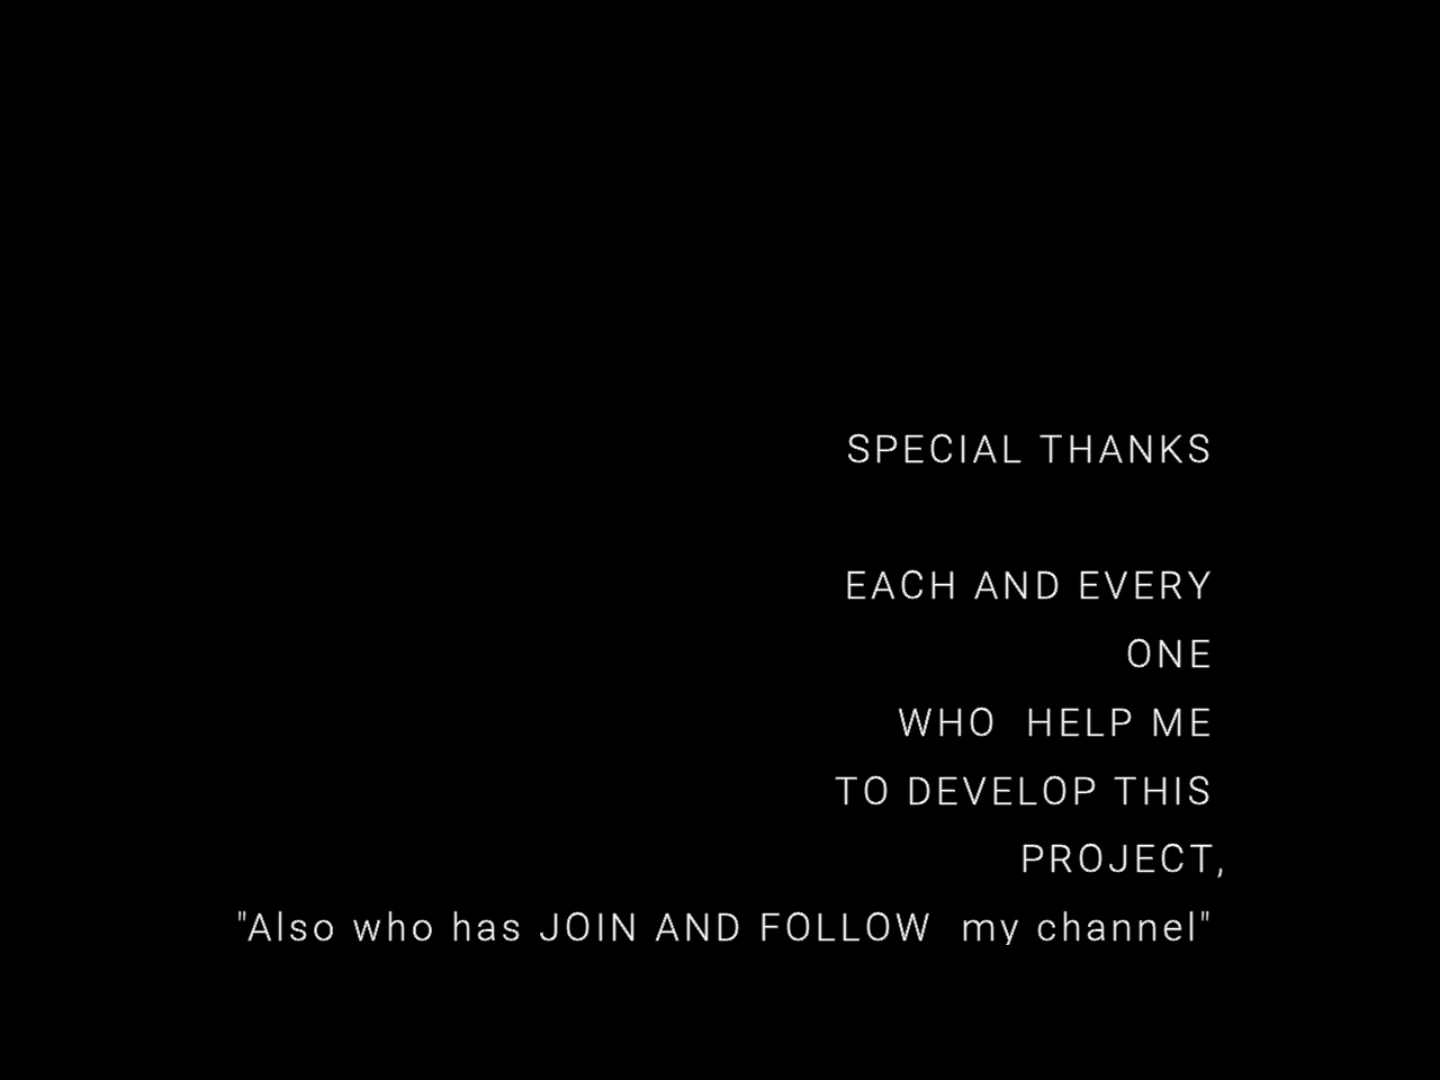 SPECIAL THANKS
EACH AND EVERY
ONE
WHO  HELP ME
TO DEVELOP THIS
PROJECT,
"Also who has JOIN AND FOLLOW  my channel"